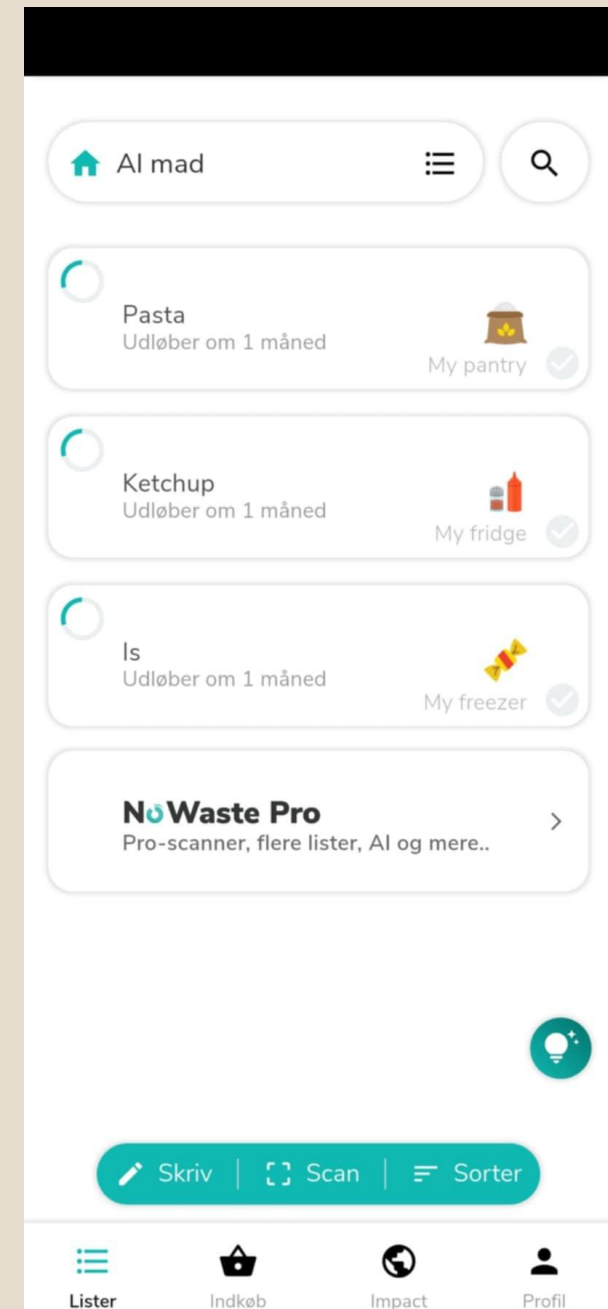 Al mad
Pasta
Udløber om 1 måned
My pantry
Ketchup
Udløber om 1 måned
My fridge
Is
Udløber om 1 måned
My freezer
NoWaste Pro
Pro-scanner, flere lister, AI og mere..
Skriv | Scan | Sorter
Lister Indkøb Impact Profil